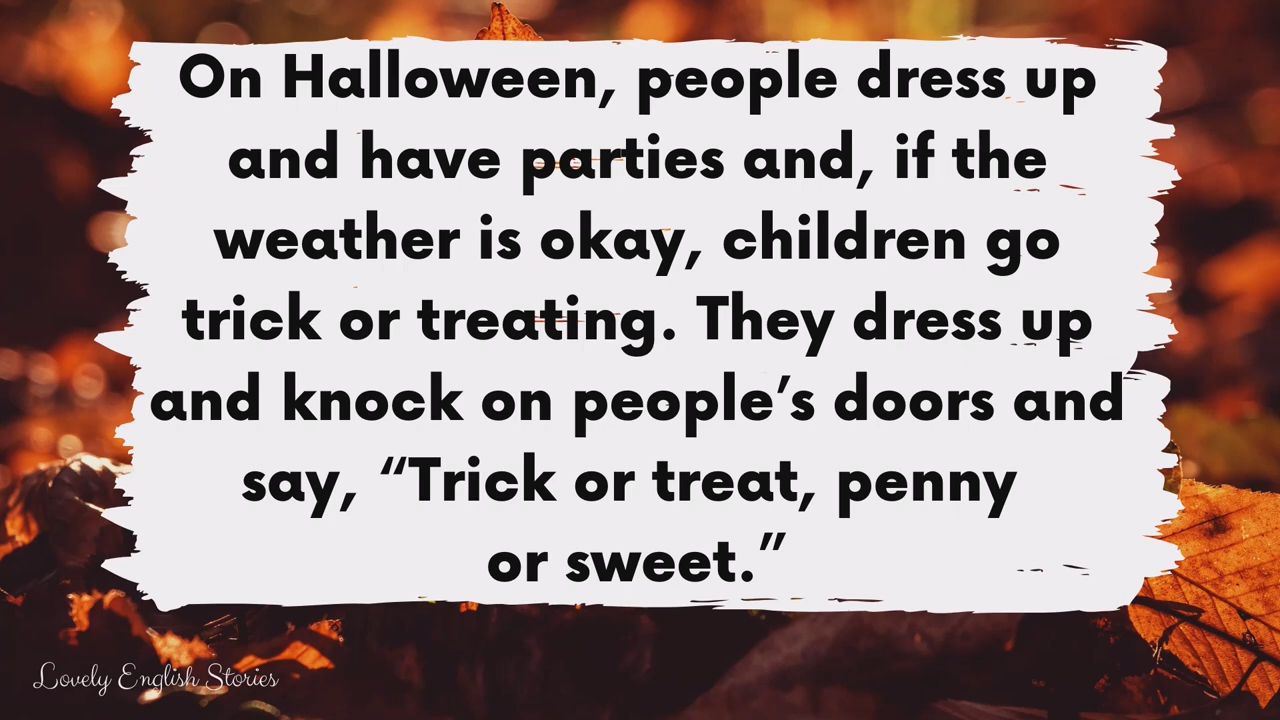 On Halloween, people dress up
and have parties and, if the
weather is okay, children go
trick or treating. They dress up
and knock on people’s doors and
say, “Trick or treat, penny
or sweet.”
Lovely English Stories